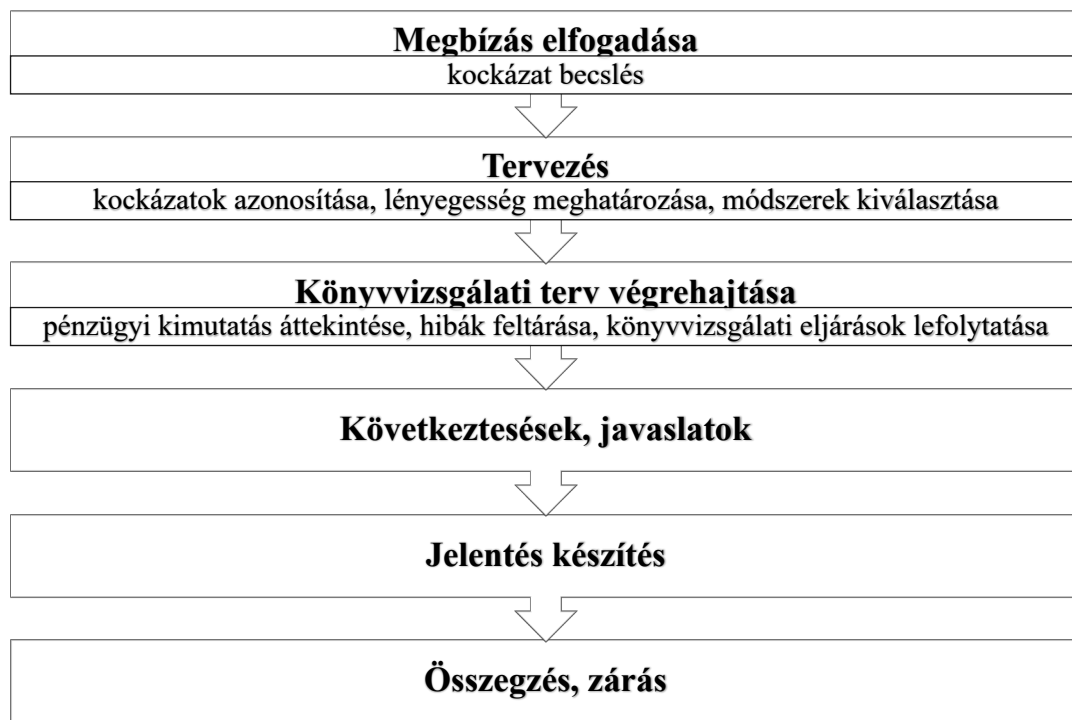 Megbízás elfogadása
kockázat becslés
Tervezés
kockázatok azonosítása, lényegesség meghatározása, módszerek kiválasztása
Könyvvizsgálati terv végrehajtása
pénzügyi kimutatás áttekintése, hibák feltárása, könyvvizsgálati eljárások lefolytatása
Következtesések, javaslatok
Jelentés készítés
Összegzés, zárás